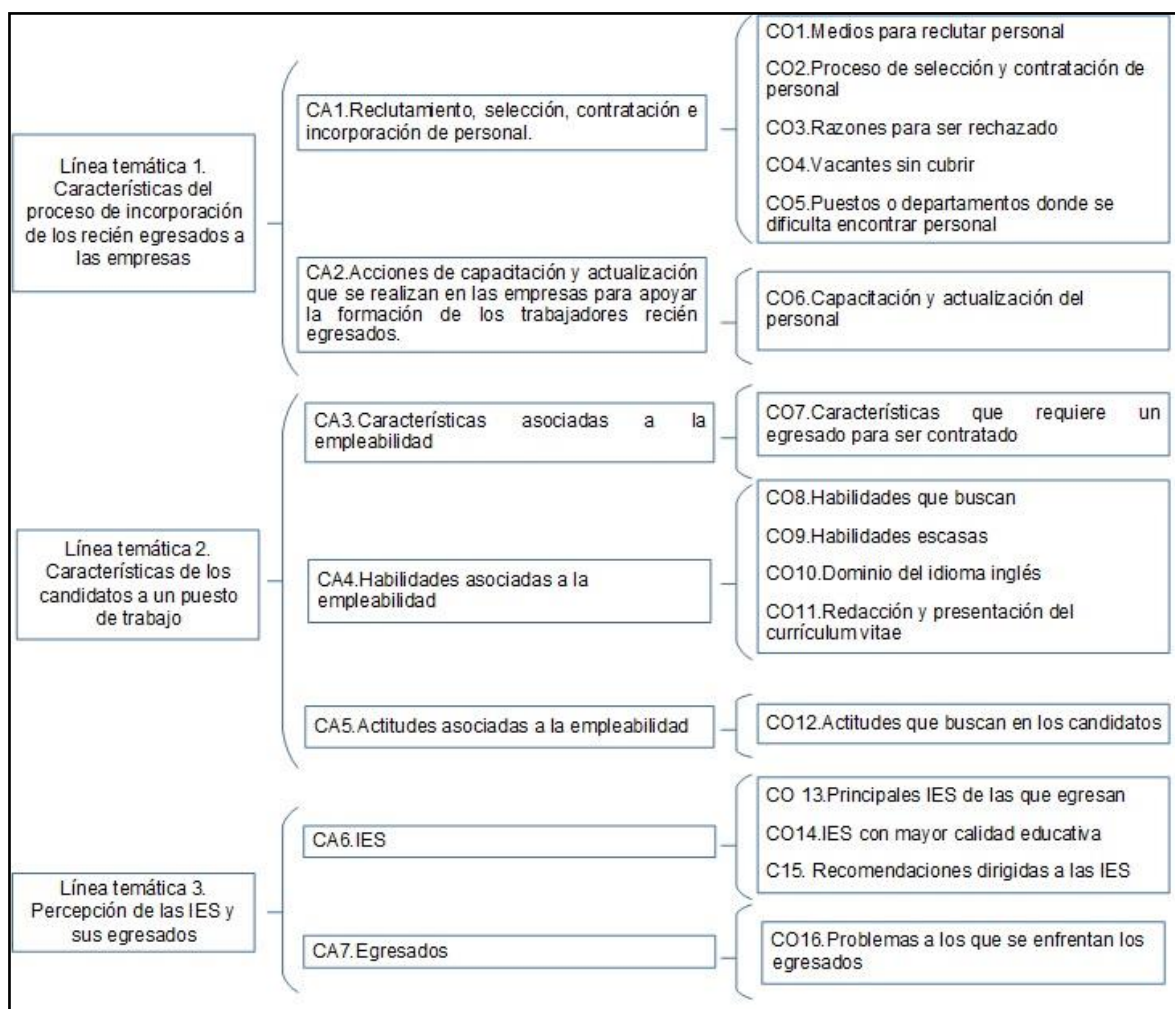 Línea temática 1.
Características del
proceso de incorporación
de los recién egresados a
las empresas
CA1.Reclutamiento, selección, contratación e
incorporación de personal.
CO1.Medios para reclutar personal
CO2.Proceso de selección y contratación de
personal
CO3.Razones para ser rechazado
CO4.Vacantes sin cubrir
CO5.Puestos o departamentos donde se
dificulta encontrar personal
CA2.Acciones de capacitación y actualización
que se realizan en las empresas para apoyar
la formación de los trabajadores recién
egresados.
CO6.Capacitación y actualización del
personal
Línea temática 2.
Características de los
candidatos a un puesto
de trabajo
CA3.Características asociadas a la
empleabilidad
CO7.Características que requiere un
egresado para ser contratado
CA4.Habilidades asociadas a la
empleabilidad
CO8.Habilidades que buscan
CO9.Habilidades escasas
CO10.Dominio del idioma inglés
CO11.Redacción y presentación del
currículum vitae
CA5.Actitudes asociadas a la empleabilidad
CO12.Actitudes que buscan en los candidatos
Línea temática 3.
Percepción de las IES y
sus egresados
CA6.IES
CO 13.Principales IES de las que egresan
CO14.IES con mayor calidad educativa
C15. Recomendaciones dirigidas a las IES
CA7.Egresados
CO16.Problemas a los que se enfrentan los
egresados